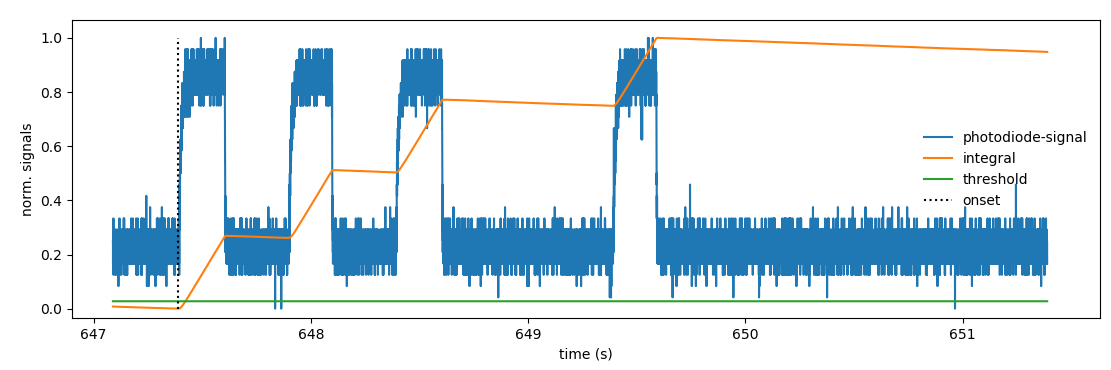 1.0
0.8
0.6
0.4
0.2
0.0
norm. signals
photodiode-signal
integral
threshold
onset
647
648
649
650
651
time (s)